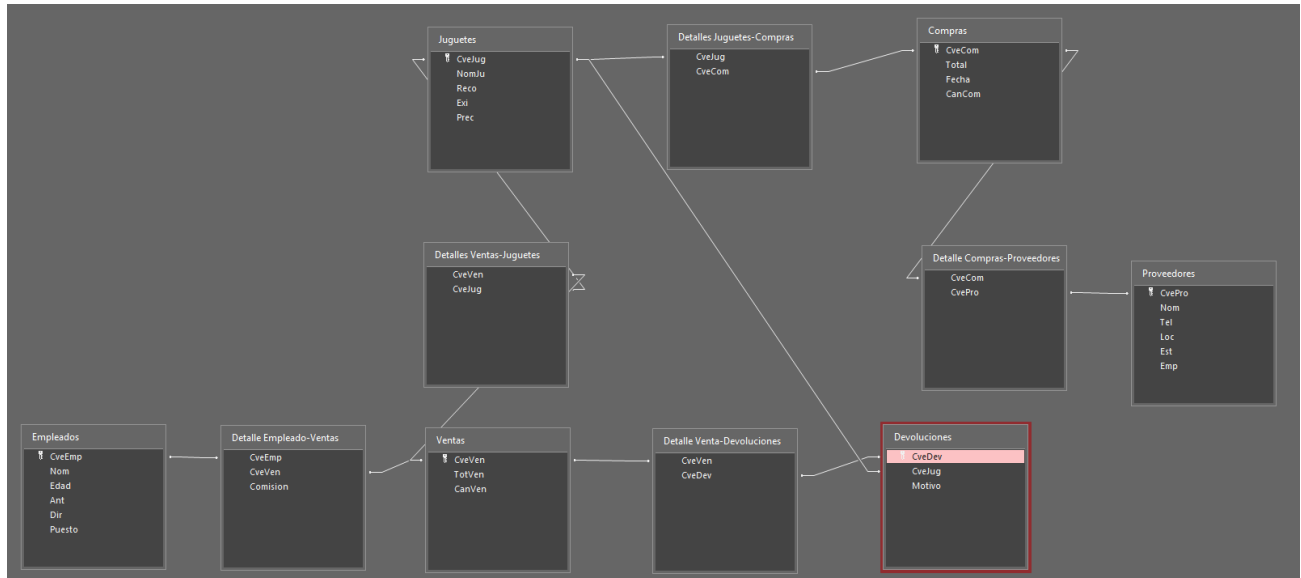 Juguetes
CveJug
NomJu
Reco
Exi
Prec
Detalles Juguetes-Compras
CveJug
CveCom
Compras
CveCom
Total
Fecha
CanCom
Detalles Ventas-Juguetes
CveVen
CveJug
Detalle Compras-Proveedores
CveCom
CvePro
Proveedores
CvePro
Nom
Tel
Loc
Est
Emp
Empleados
CveEmp
Nom
Edad
Ant
Dir
Puesto
Detalle Empleado-Ventas
CveEmp
CveVen
Comision
Ventas
CveVen
TotVen
CanVen
Detalle Venta-Devoluciones
CveVen
CveDev
Devoluciones
CveDev
CveJug
Motivo